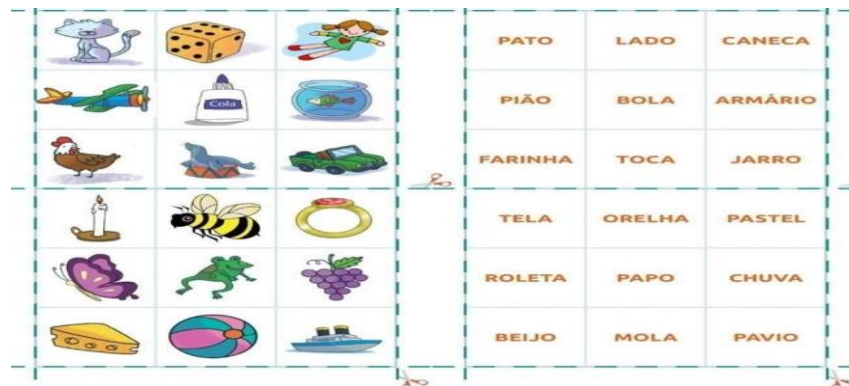 Cola
PATO LADO CANECA
PIÃO BOLA ARMÁRIO
FARINHA TOCA JARRO
TELA ORELHA PASTEL
ROLETA PAPO CHUVA
BEIJO MOLA PAVIO